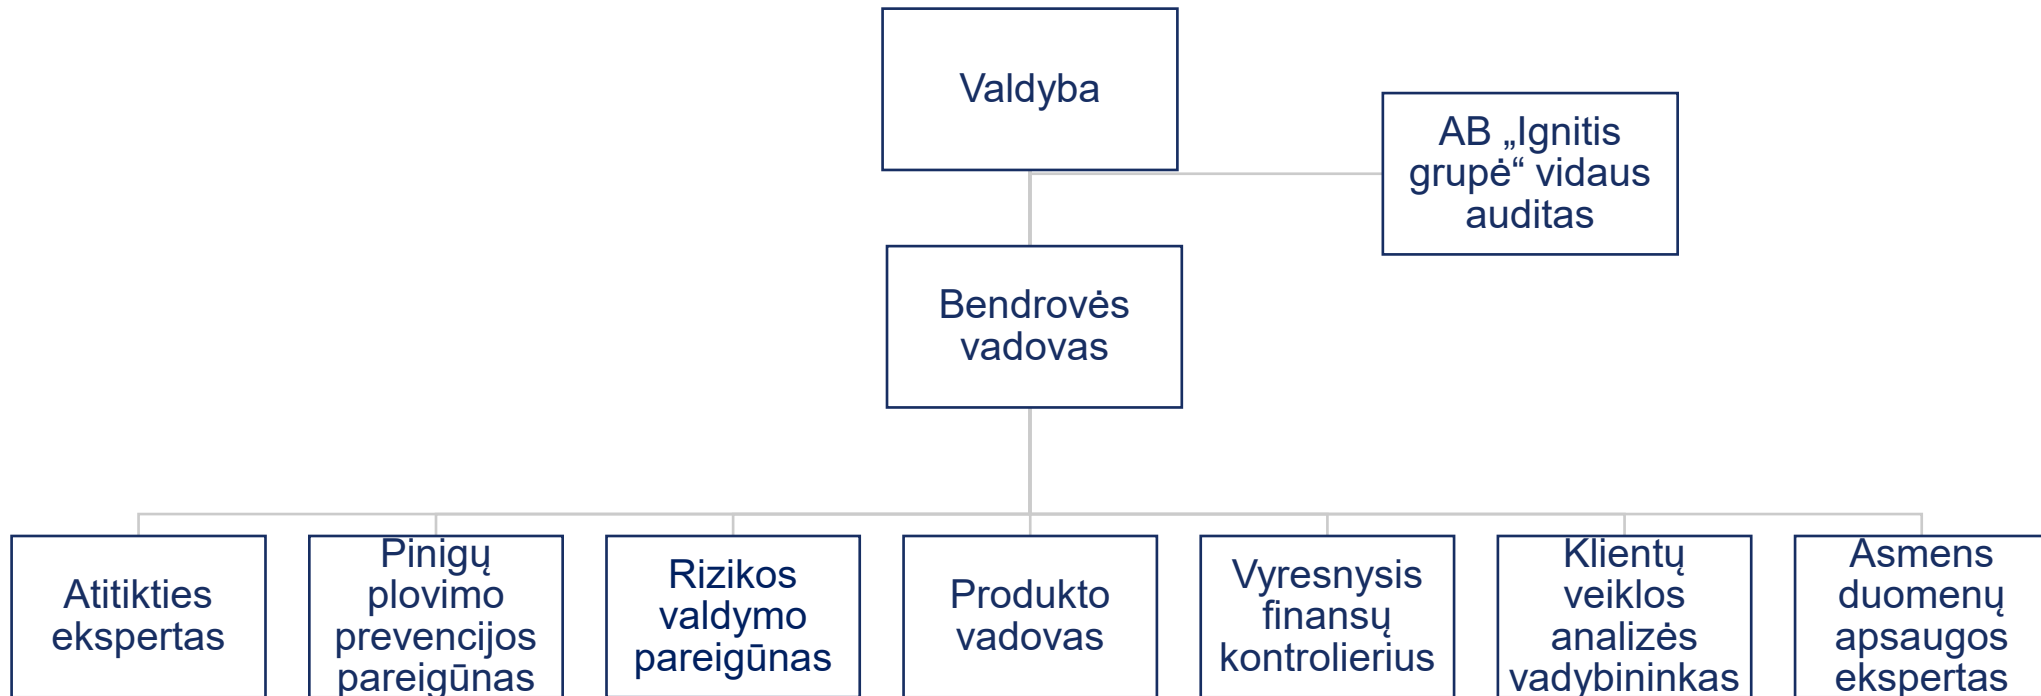 Valdyba
AB „Ignitis
grupė“ vidaus
auditas
Bendrovės
vadovas
Atitikties
ekspertas
Pinigų
plovimo
prevencijos
pareigūnas
Rizikos
valdymo
pareigūnas
Produkto
vadovas
Vyresnysis
finansų
kontrolierius
Klientų
veiklos
analizės
vadybininkas
Asmens
duomenų
apsaugos
ekspertas